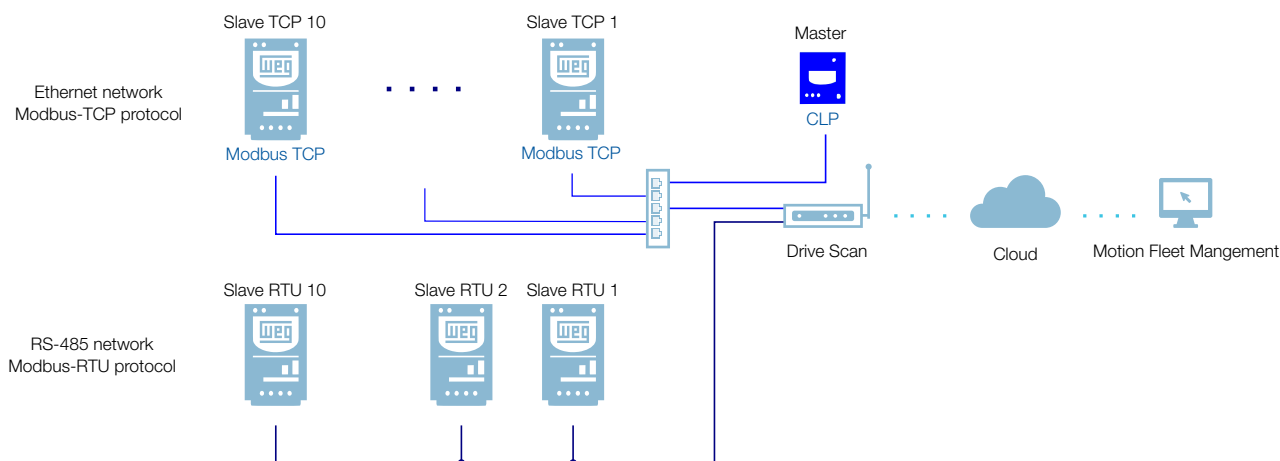 Slave TCP 10
Slave TCP 1
Master
weg
weg
Ethernet network
Modbus-TCP protocol
CLP
Modbus TCP
Modbus TCP
Drive Scan
Cloud
Motion Fleet Mangement
Slave RTU 10
Slave RTU 2
Slave RTU 1
weg
weg
weg
RS-485 network
Modbus-RTU protocol